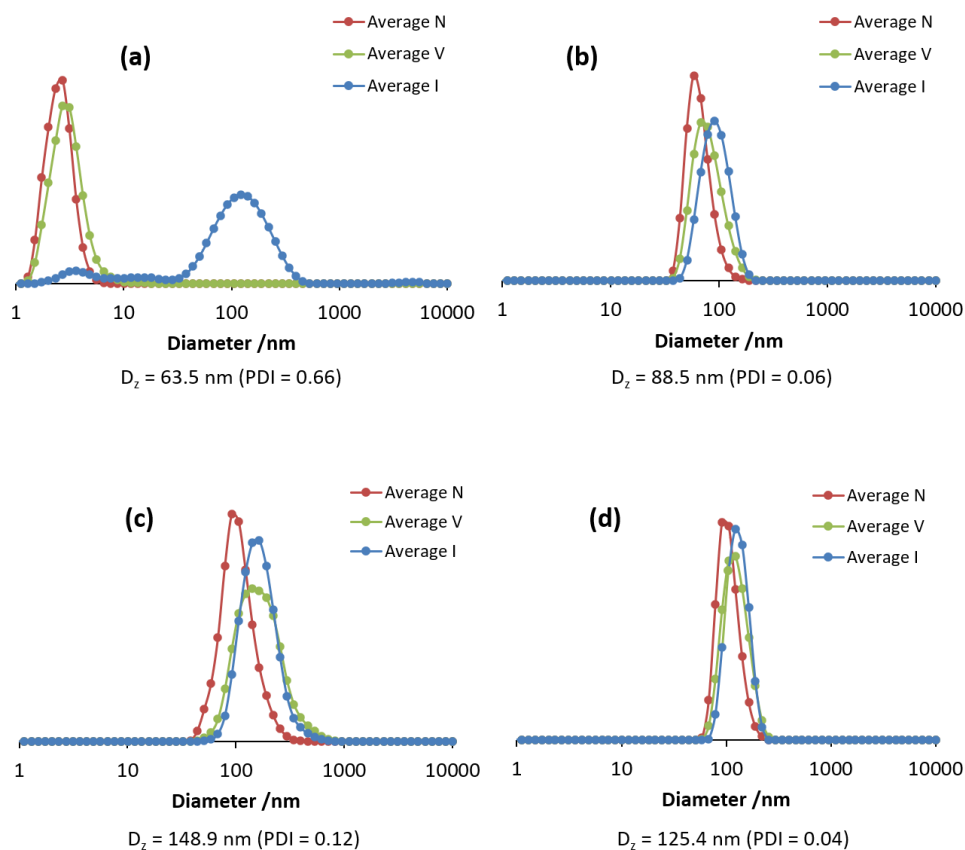 (a)
Average N
Average V
Average I
1 10 100 1000 10000
Diameter /nm
Dz = 63.5 nm (PDI = 0.66)
(b)
Average N
Average V
Average I
1 10 100 1000 10000
Diameter /nm
Dz = 88.5 nm (PDI = 0.06)
(c)
Average N
Average V
Average I
1 10 100 1000 10000
Diameter /nm
Dz = 148.9 nm (PDI = 0.12)
(d)
Average N
Average V
Average I
1 10 100 1000 10000
Diameter /nm
Dz = 125.4 nm (PDI = 0.04)